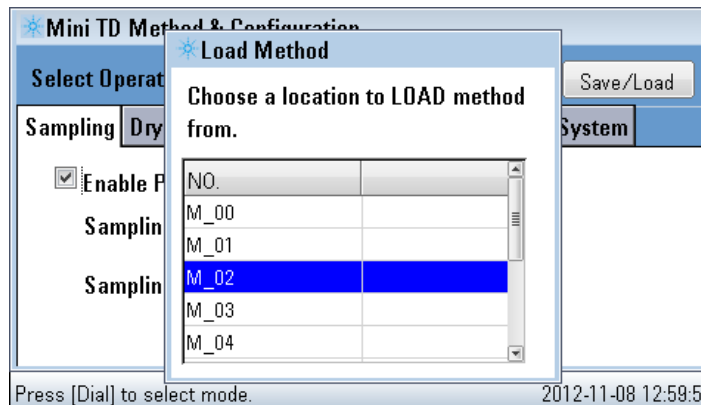 Mini TD Method & Configuration
Load Method
Select Operat
Save/Load
Choose a location to LOAD method
from.
Sampling Dry
System
Enable P
NO.
Samplin
M_00
M_01
Samplin
M_02
M_03
M_04
Press [Dial] to select mode. 2012-11-08 12:59:5